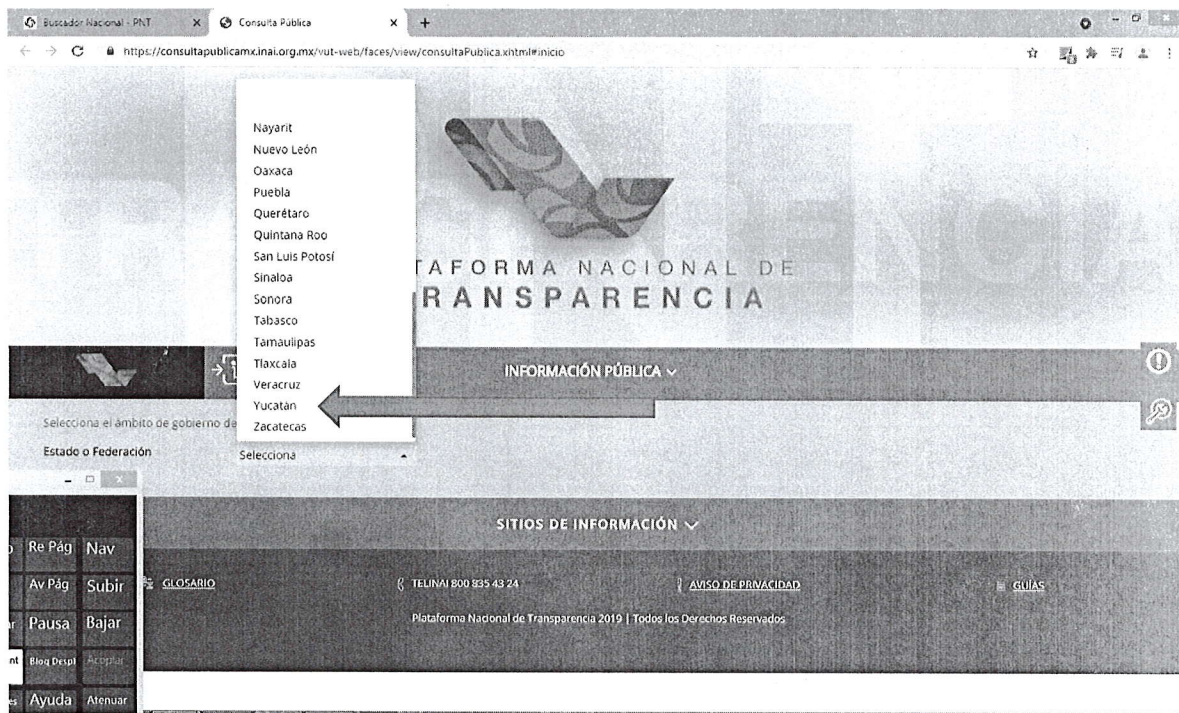 Buscador Nacional - PNT
Consulta Pública
https://consultapublicamx.inai.org.mx/vut-web/faces/view/consultaPublica.xhtml#inicio
Nayarit
Nuevo León
Oaxaca
Puebla
Querétaro
Quintana Roo
San Luis Potosí
Sinaloa
Sonora
Tabasco
Tamaulipas
Tlaxcala
Veracruz
Yucatán
Zacatecas
TAFORMA NACIONAL DE
RANSPARENCIA
INFORMACIÓN PÚBLICA
Selecciona el ámbito de gobierno de
Estado o Federación
Selecciona
SITIOS DE INFORMACIÓN
Re Pág Nav
Av Pág Subir
Pausa Bajar
Bloq Despl Acoplar
Ayuda Atenuar
GLOSARIO
TELINAI 800 835 43 24
AVISO DE PRIVACIDAD
GUÍAS
Plataforma Nacional de Transparencia 2019 | Todos los Derechos Reservados